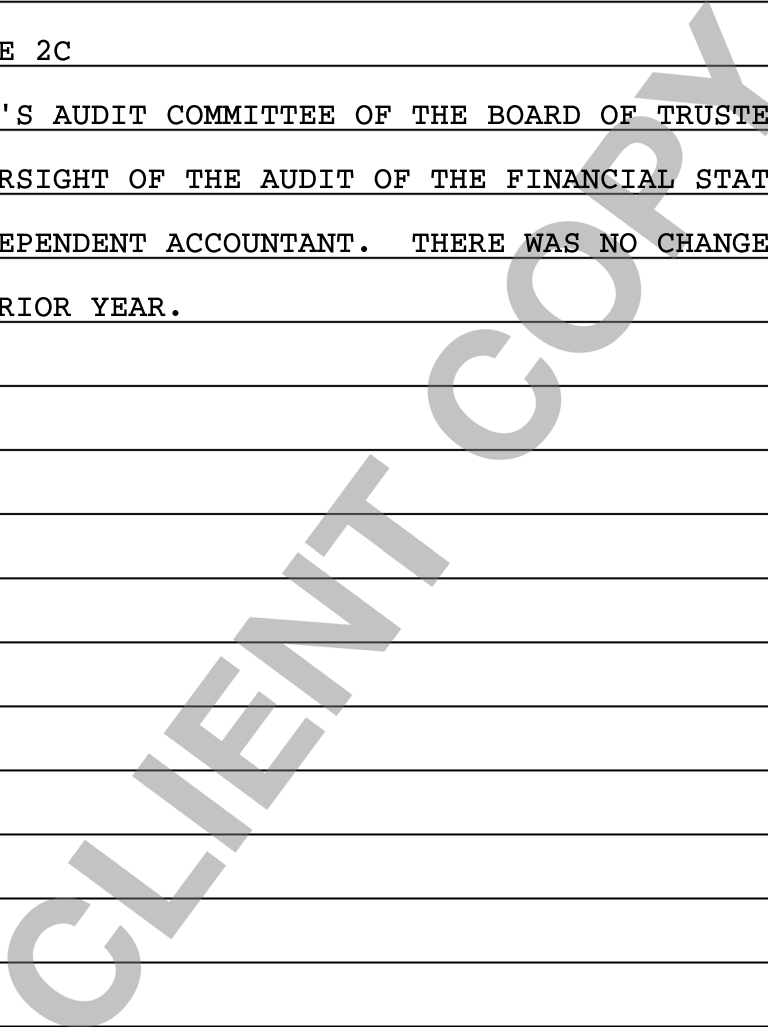 E 2C
'S AUDIT COMMITTEE OF THE BOARD OF TRUSTE
RSIGHT OF THE AUDIT OF THE FINANCIAL STAT
EPENDENT ACCOUNTANT.  THERE WAS NO CHANGE
RIOR YEAR.
CLIENT COPY